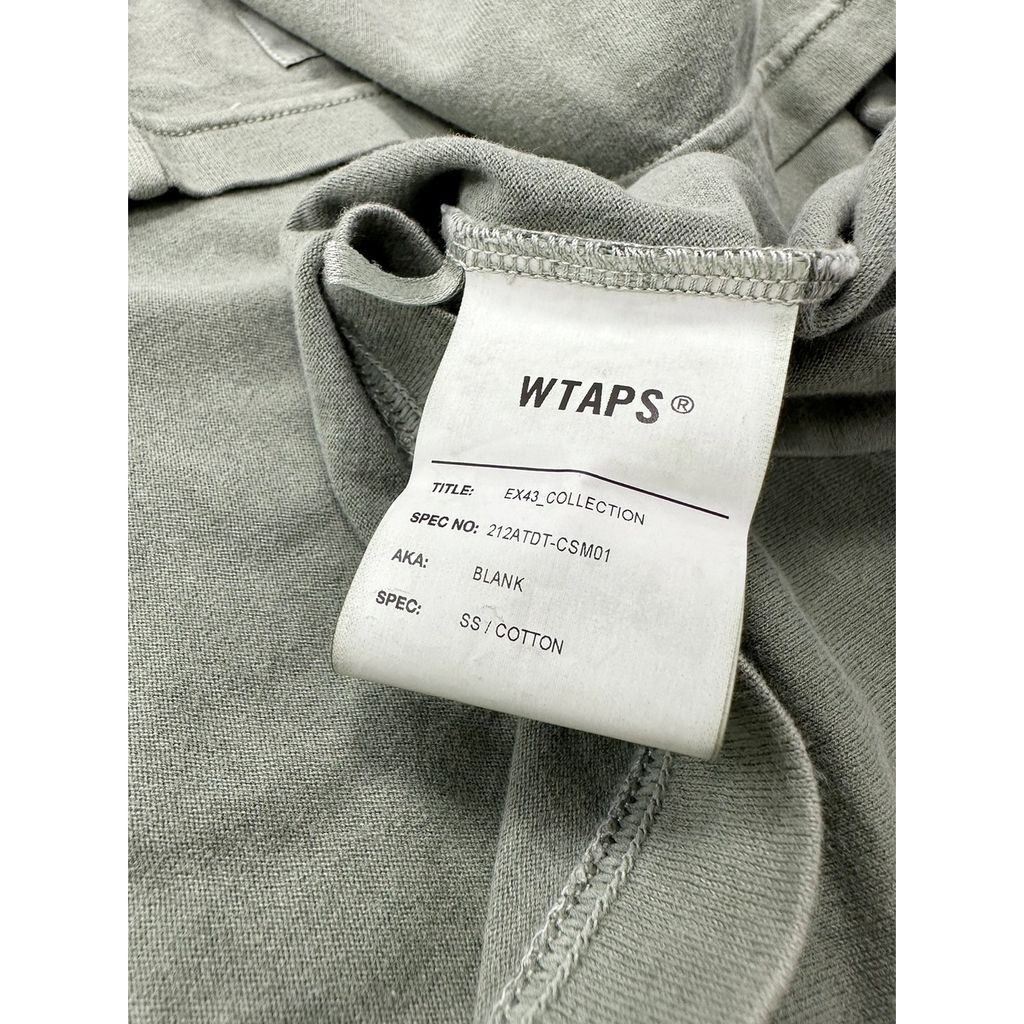 WTAPS®
TITLE: EX43_COLLECTION
SPEC NO: 212ATDT-CSM01
AKA: BLANK
SPEC: SS / COTTON